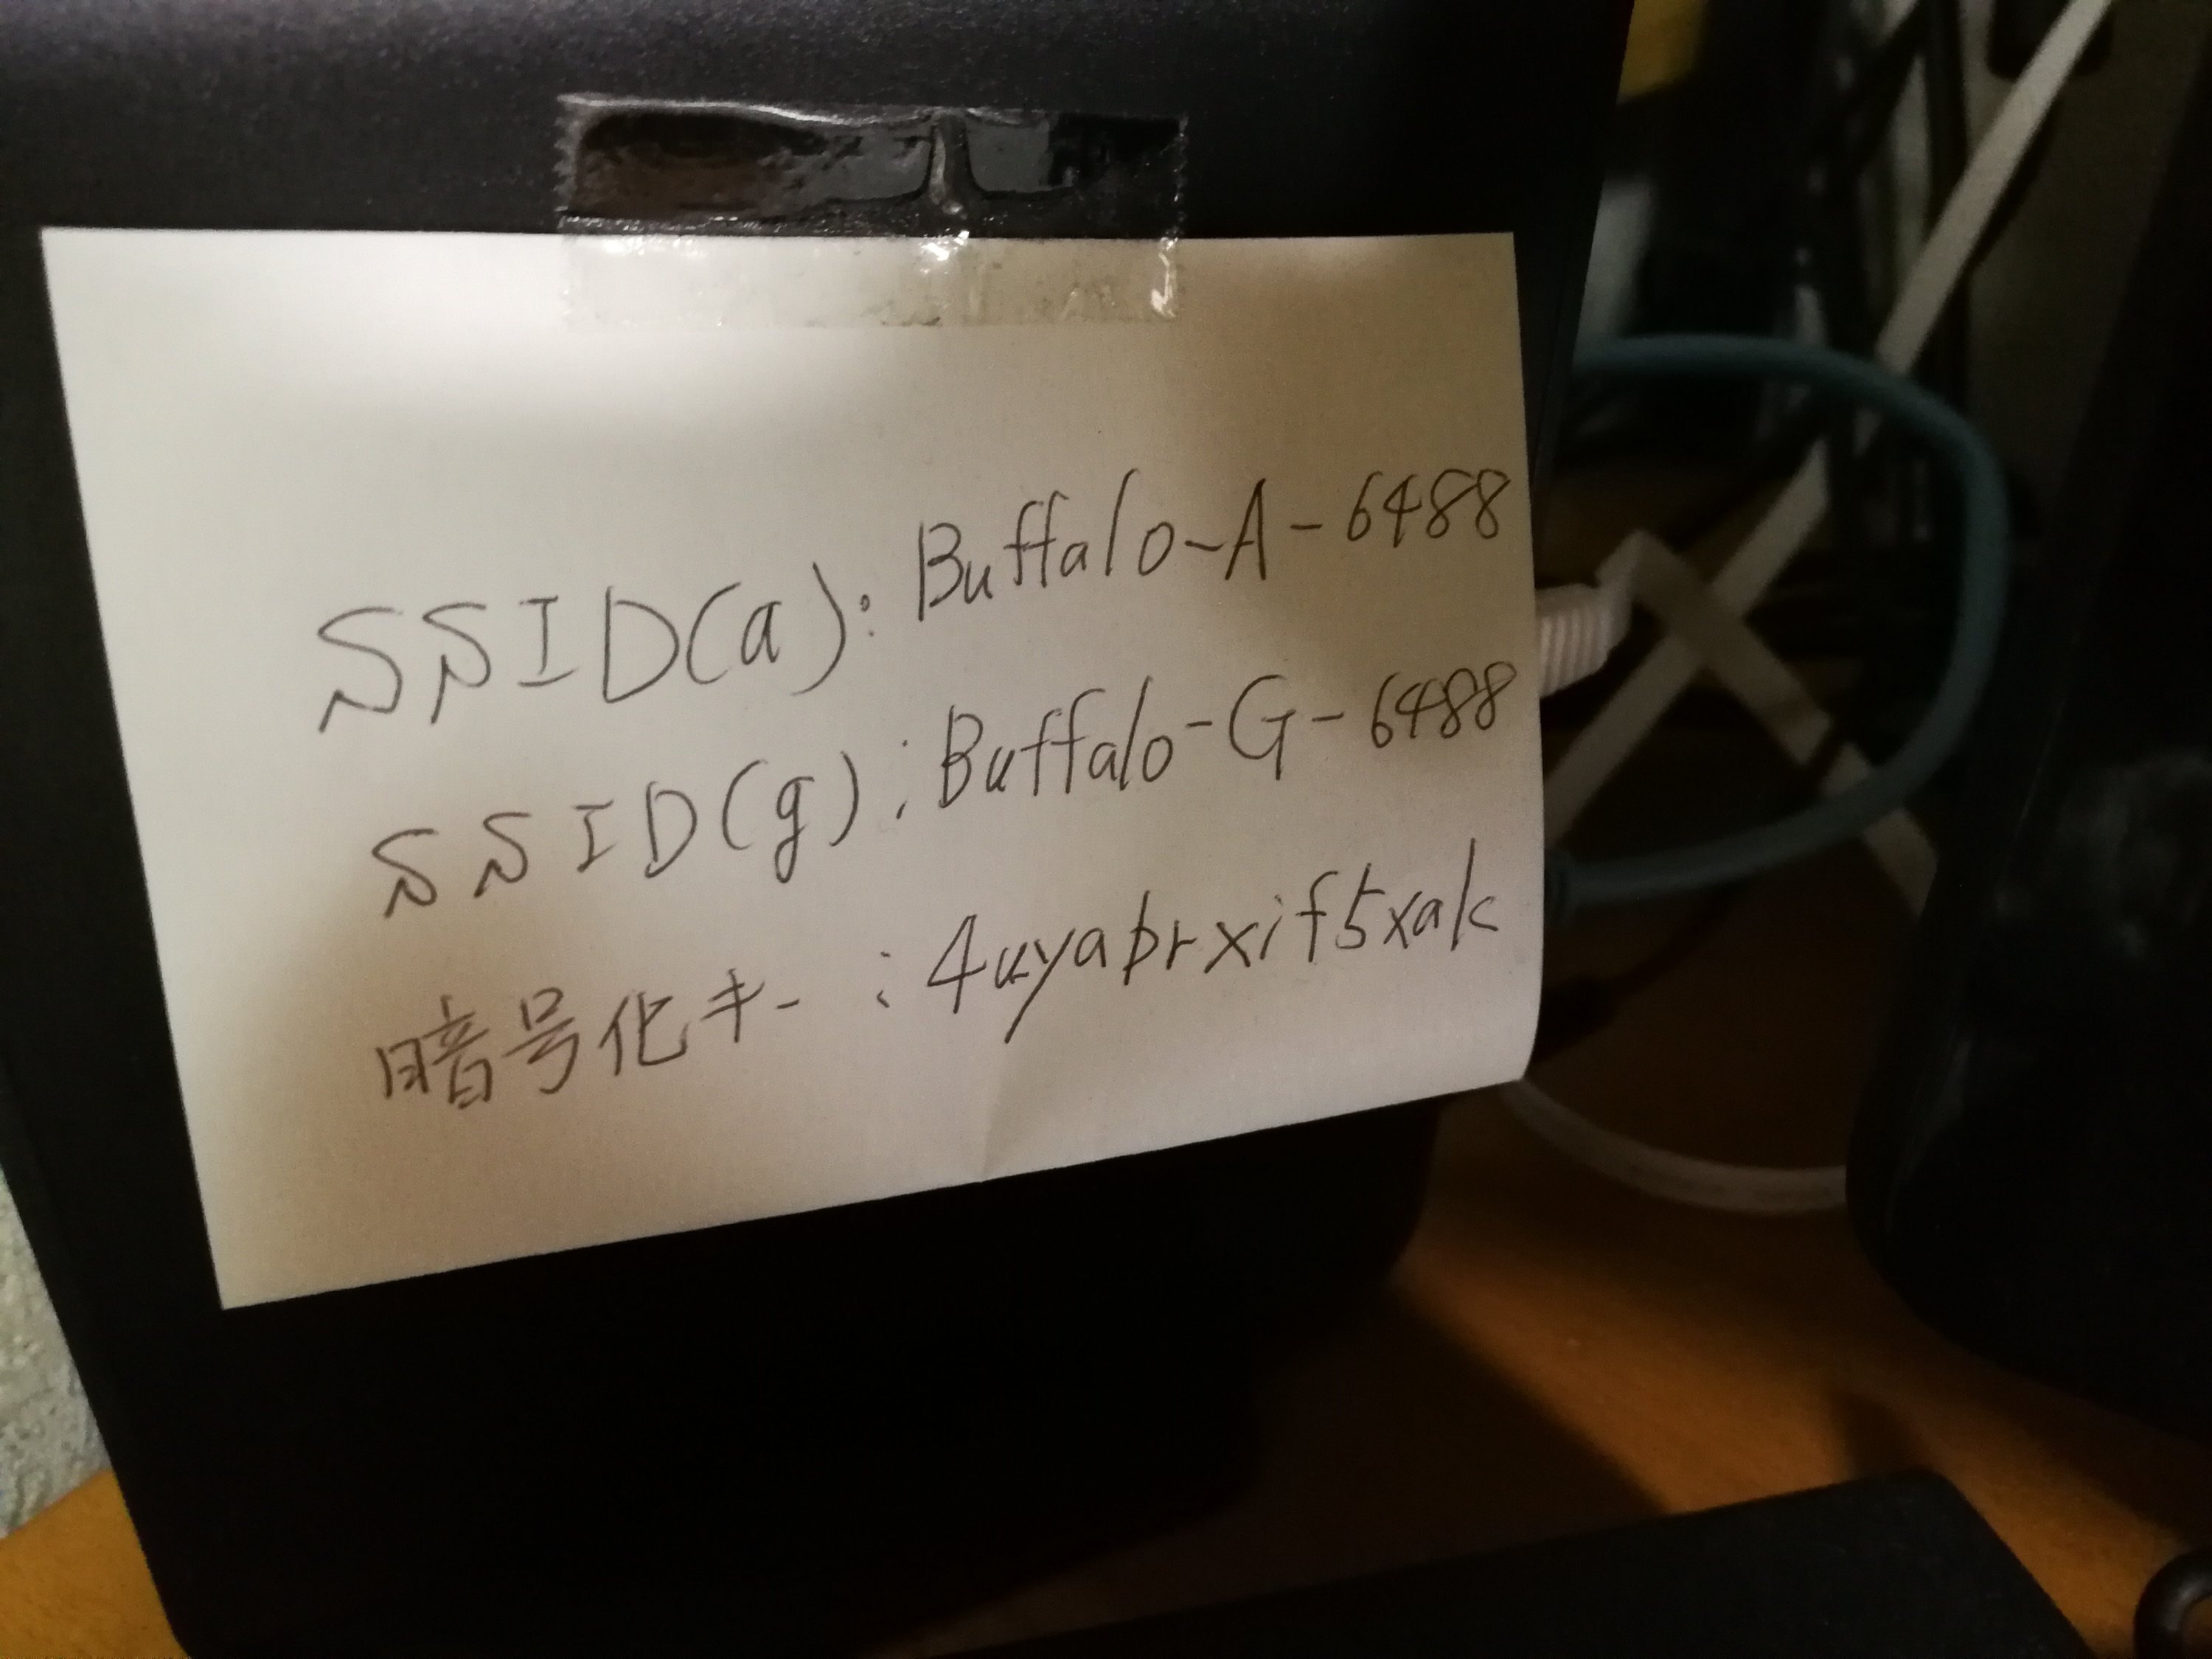 SSID(a): Buffalo-A-6488
SSID(g): Buffalo-G-6488
暗号化キー: 4uyabrxif5xak